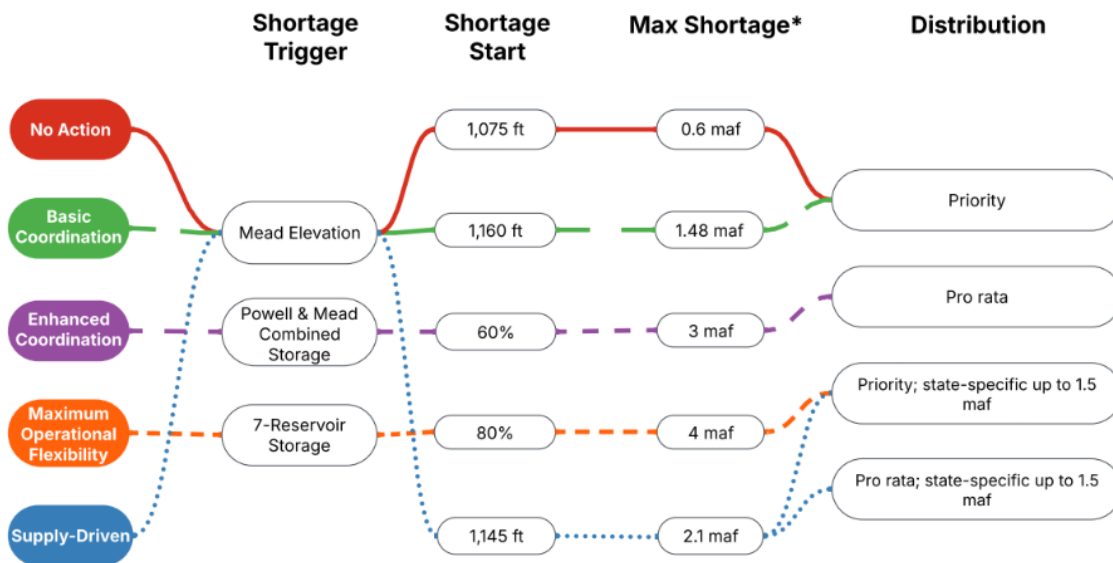 Shortage
Trigger
Shortage
Start
Max Shortage*
Distribution
No Action
1,075 ft
0.6 maf
Priority
Basic
Coordination
Mead Elevation
1,160 ft
1.48 maf
Enhanced
Coordination
Powell & Mead
Combined
Storage
60%
3 maf
Pro rata
Maximum
Operational
Flexibility
7-Reservoir
Storage
80%
4 maf
Priority; state-specific up to 1.5
maf
Pro rata; state-specific up to 1.5
maf
Supply-Driven
1,145 ft
2.1 maf